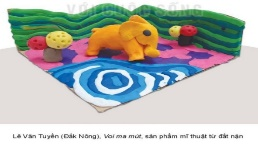 Lê Văn Tuyển (Đắk Nông), Voi ma mút, sản phẩm mĩ thuật từ đất nặn